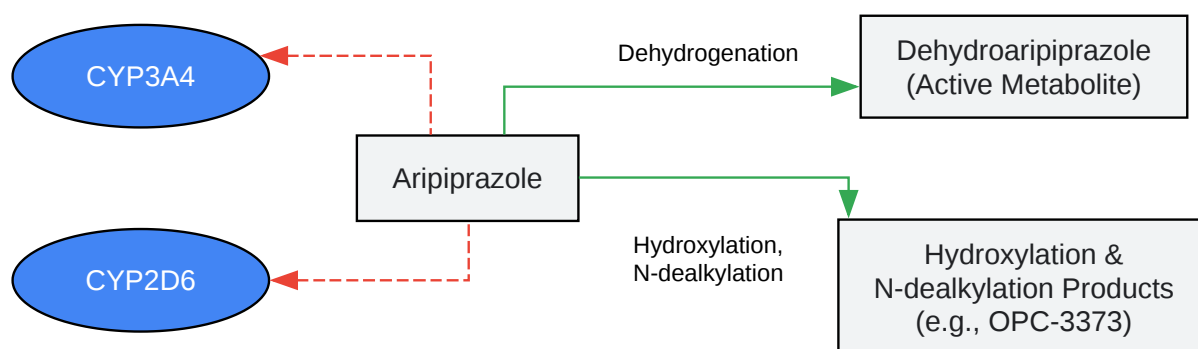 CYP3A4
Dehydrogenation
Dehydroaripiprazole
(Active Metabolite)
Aripiprazole
CYP2D6
Hydroxylation,
N-dealkylation
Hydroxylation &
N-dealkylation Products
(e.g., OPC-3373)